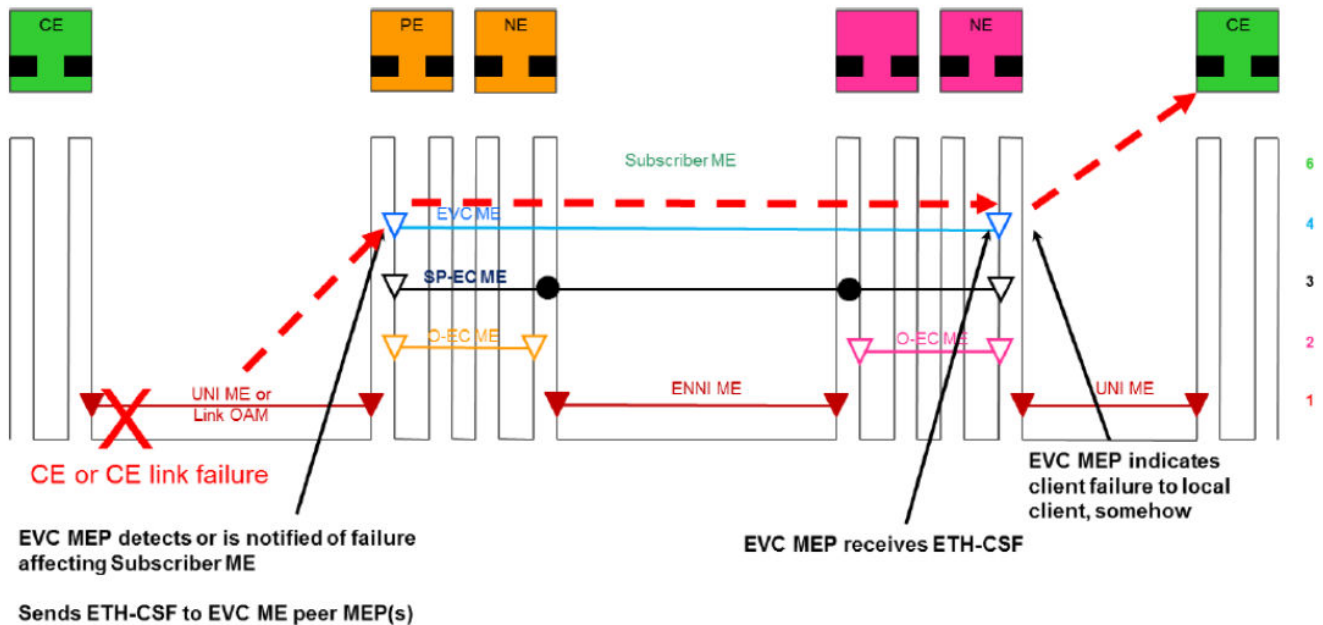 CE
PE
NE
NE
CE
Subscriber ME
6
EVC ME
4
SP-EC ME
3
O-EC ME
O-EC ME
2
UNI ME or
Link OAM
ENNI ME
UNI ME
1
CE or CE link failure
EVC MEP indicates
client failure to local
client, somehow
EVC MEP detects or is notified of failure
affecting Subscriber ME
EVC MEP receives ETH-CSF
Sends ETH-CSF to EVC ME peer MEP(s)